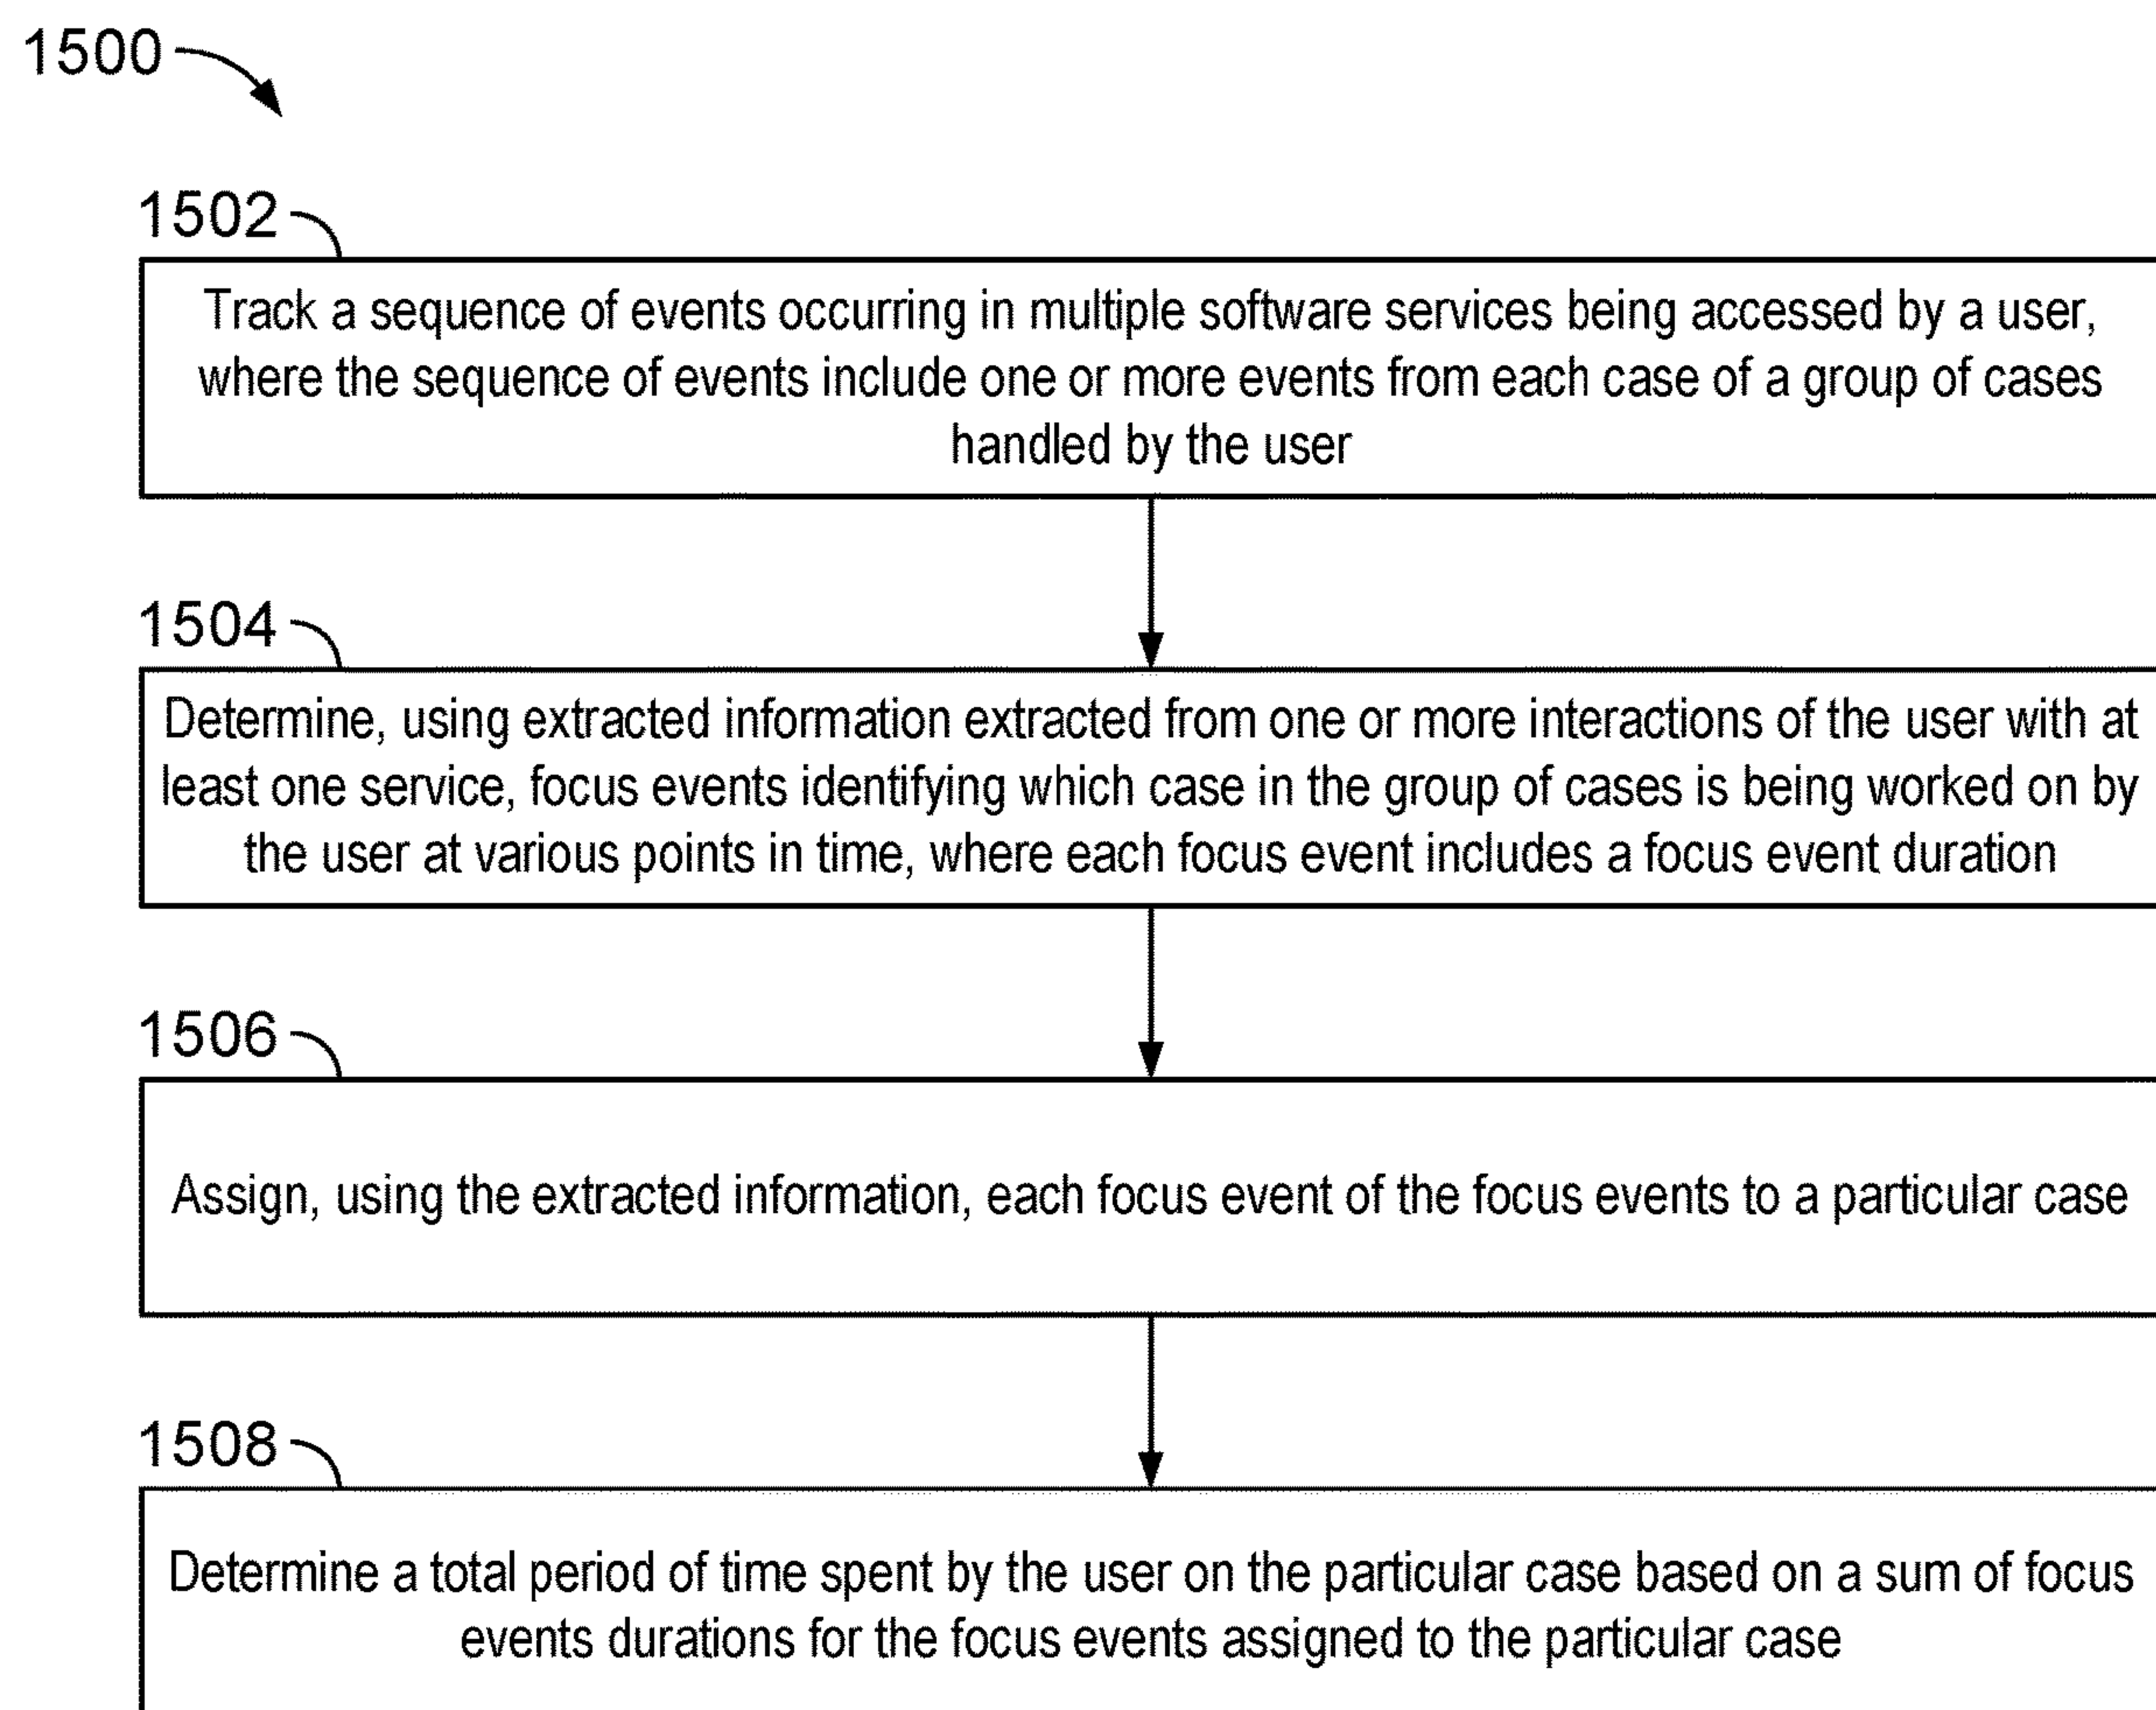 1500
1502
Track a sequence of events occurring in multiple software services being accessed by a user,
where the sequence of events include one or more events from each case of a group of cases
handled by the user
1504
Determine, using extracted information extracted from one or more interactions of the user with at
least one service, focus events identifying which case in the group of cases is being worked on by
the user at various points in time, where each focus event includes a focus event duration
1506
Assign, using the extracted information, each focus event of the focus events to a particular case
1508
Determine a total period of time spent by the user on the particular case based on a sum of focus
events durations for the focus events assigned to the particular case